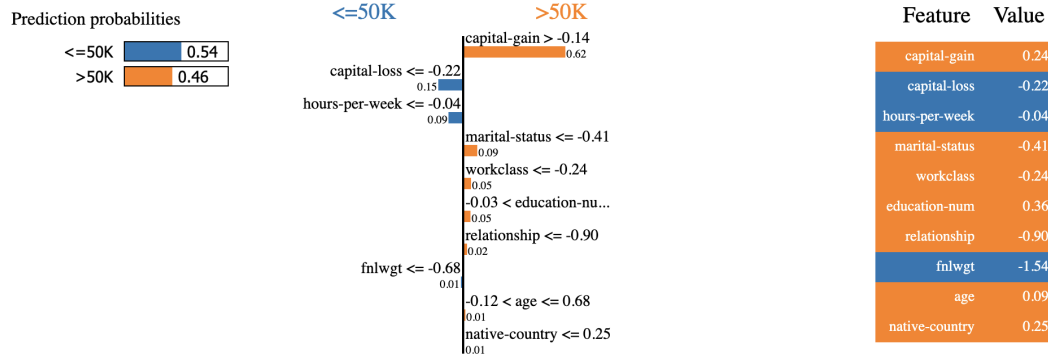 Prediction probabilities
<=50K 0.54
>50K 0.46
<=50K >50K
capital-gain > -0.14
0.62
capital-loss <= -0.22
0.15
hours-per-week <= -0.04
0.09
marital-status <= -0.41
0.09
workclass <= -0.24
0.05
-0.03 < education-nu...
0.05
relationship <= -0.90
0.02
fnlwgt <= -0.68
0.01
-0.12 < age <= 0.68
0.01
native-country <= 0.25
0.01
Feature Value
capital-gain 0.24
capital-loss -0.22
hours-per-week -0.04
marital-status -0.41
workclass -0.24
education-num 0.36
relationship -0.90
fnlwgt -1.54
age 0.09
native-country 0.25